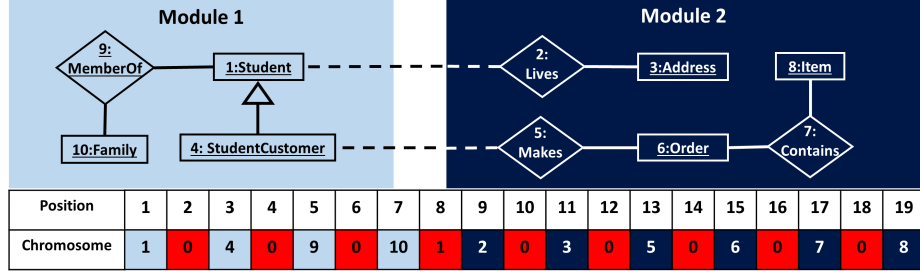 Module 1
Module 2
9:
MemberOf
1:Student
2:
Lives
3:Address
8:Item
10:Family
4: StudentCustomer
5:
Makes
6:Order
7:
Contains
Position 1 2 3 4 5 6 7 8 9 10 11 12 13 14 15 16 17 18 19
Chromosome 1 0 4 0 9 0 10 1 2 0 3 0 5 0 6 0 7 0 8